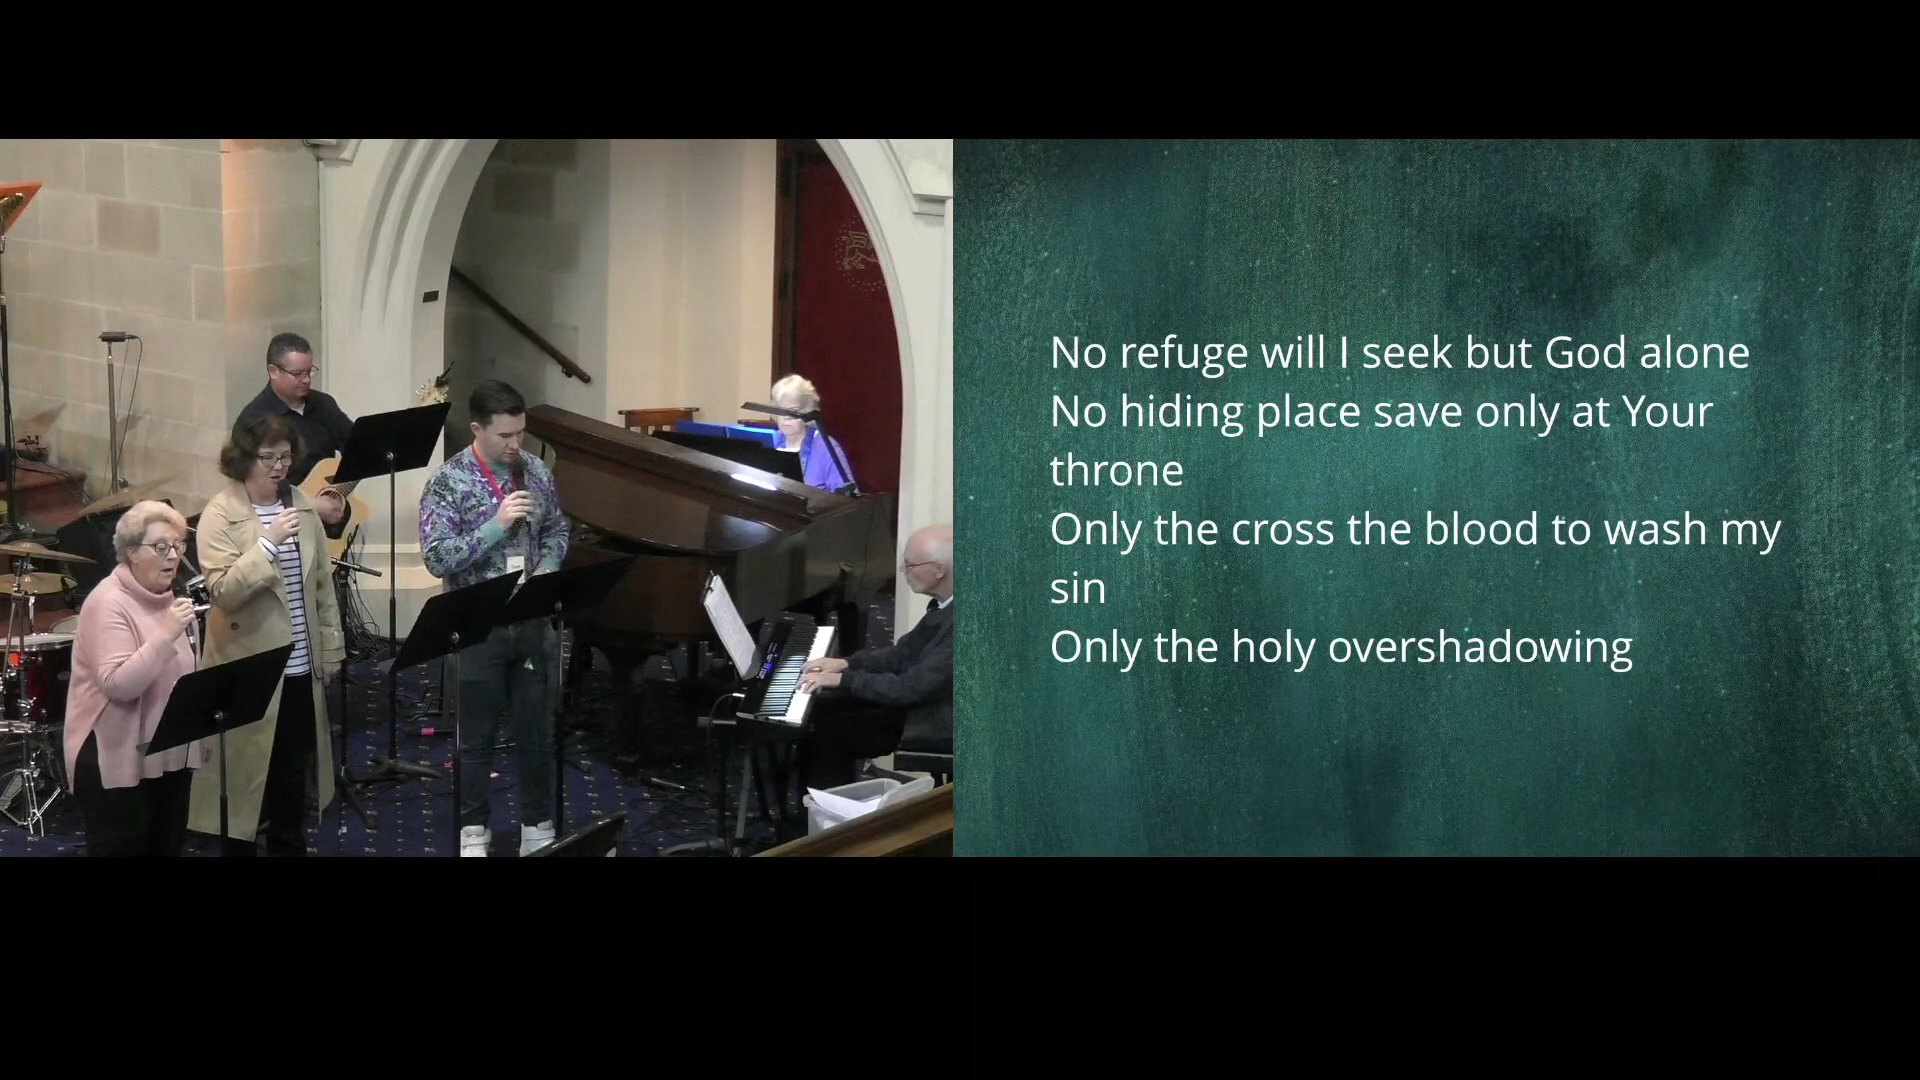 No refuge will I seek but God alone
No hiding place save only at Your
throne
Only the cross the blood to wash my
sin
Only the holy overshadowing